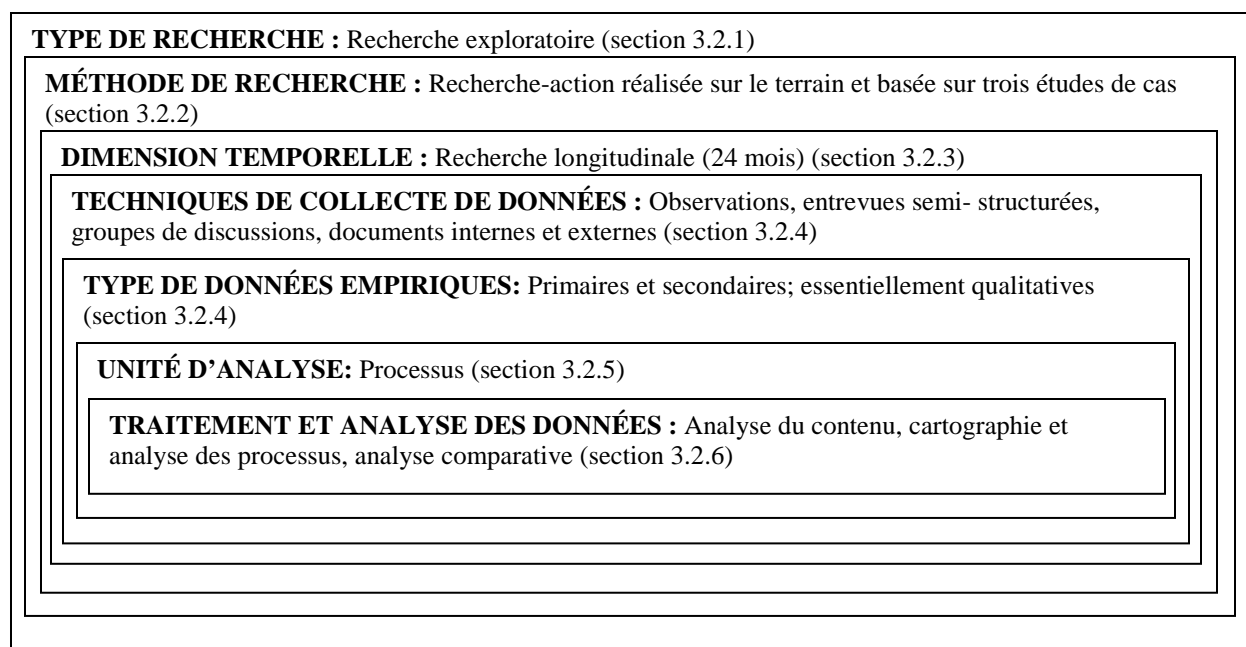 TYPE DE RECHERCHE : Recherche exploratoire (section 3.2.1)
MÉTHODE DE RECHERCHE : Recherche-action réalisée sur le terrain et basée sur trois études de cas
(section 3.2.2)
DIMENSION TEMPORELLE : Recherche longitudinale (24 mois) (section 3.2.3)
TECHNIQUES DE COLLECTE DE DONNÉES : Observations, entrevues semi- structurées,
groupes de discussions, documents internes et externes (section 3.2.4)
TYPE DE DONNÉES EMPIRIQUES: Primaires et secondaires; essentiellement qualitatives
(section 3.2.4)
UNITÉ D’ANALYSE: Processus (section 3.2.5)
TRAITEMENT ET ANALYSE DES DONNÉES : Analyse du contenu, cartographie et
analyse des processus, analyse comparative (section 3.2.6)